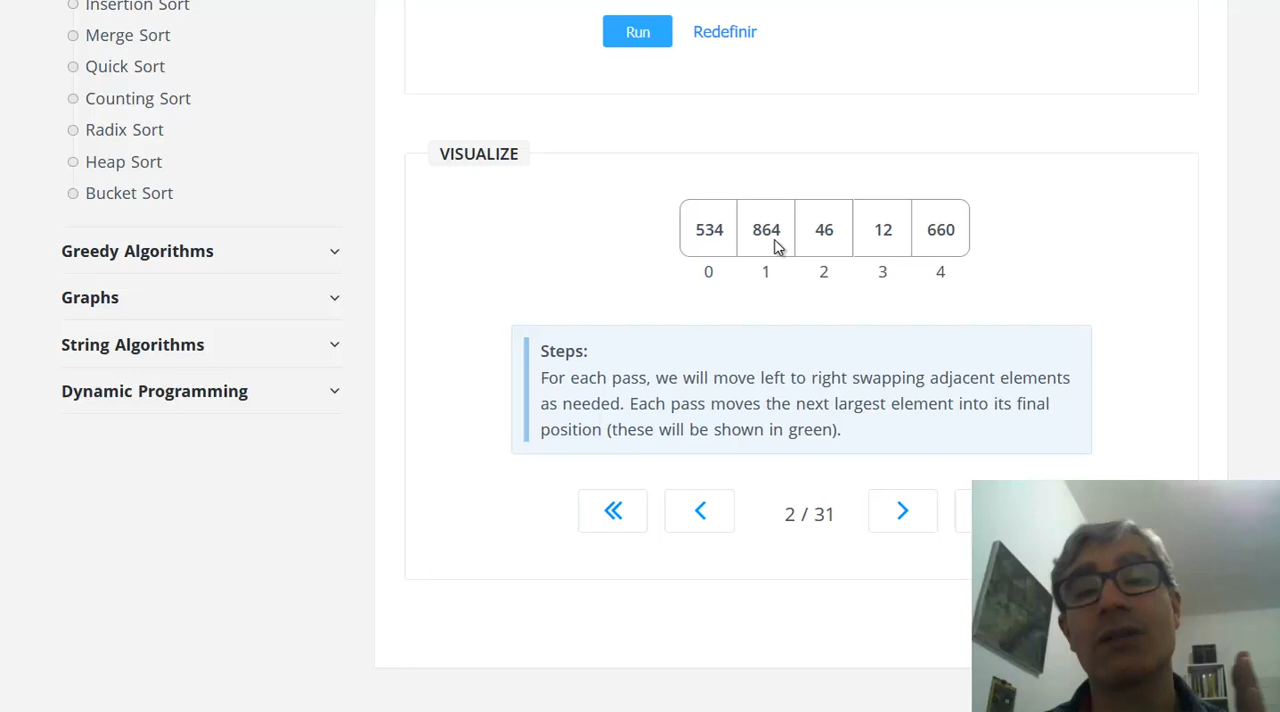 Insertion Sort
Merge Sort
Quick Sort
Counting Sort
Radix Sort
Heap Sort
Bucket Sort
Greedy Algorithms
Graphs
String Algorithms
Dynamic Programming
Run Redefinir
VISUALIZE
534 864 46 12 660
0 1 2 3 4
Steps:
For each pass, we will move left to right swapping adjacent elements
as needed. Each pass moves the next largest element into its final
position (these will be shown in green).
2 / 31